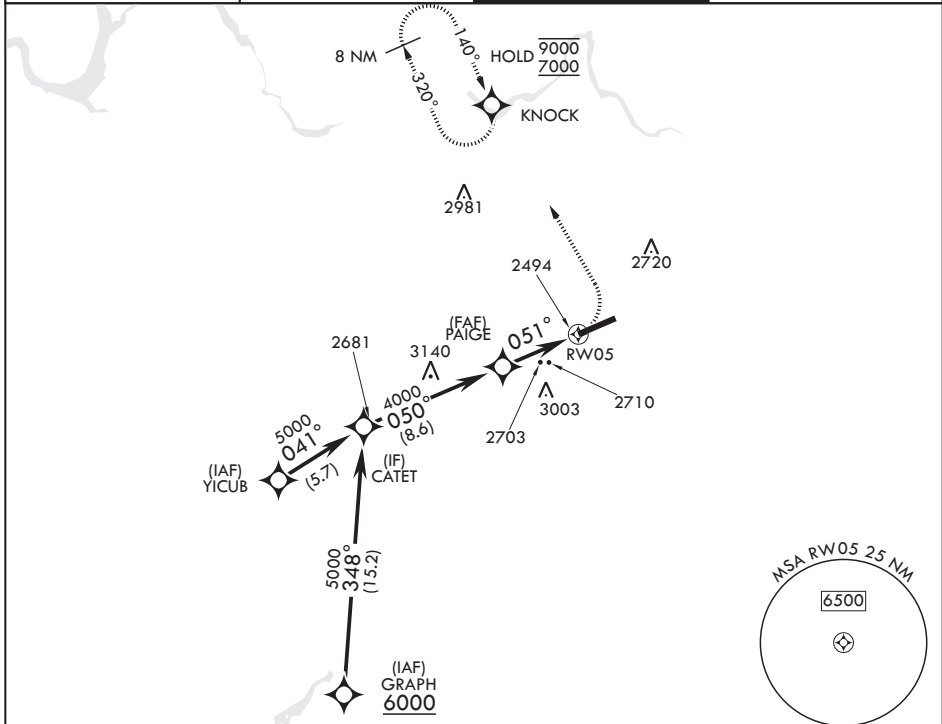 8 NM
140°
320°
HOLD 9000
7000
KNOCK
2981
2494
2720
(FAF)
PAIGE
051°
RW05
2681
3140
4000
050°
(8.6)
3003
2710
2703
5000
041°
(5.7)
(IAF)
YICUB
(IF)
CATET
5000
348°
(15.2)
(IAF)
GRAPH
6000
MSA RW05 25 NM
6500